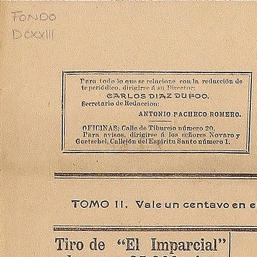 FONDO
DCXXIII
Para todo lo que se relacione con la redacción de
te periódico, dirigirse á su Director:
CARLOS DIAZ DUFOO.
Secretario de Redaccion:
ANTONIO PACHECO ROMERO.
OFICINAS: Calle de Tiburcio número 20.
Para avisos, dirigirse á los señores Novaro y
Goetschel, Callejón del Espíritu Santo número 1.
TOMO II. Vale un centavo en e
Tiro de "El Imparcial"